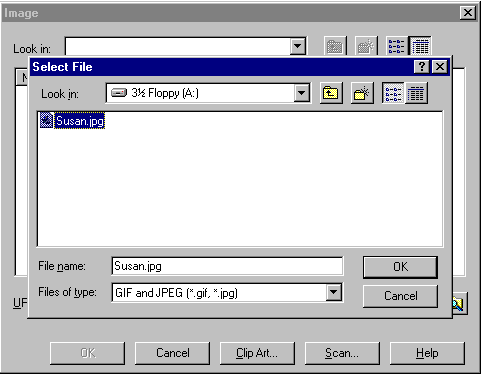 Image
Look in:
Select File
Look in:
3½ Floppy (A:)
Susan.jpg
File name:
Susan.jpg
OK
Files of type:
GIF and JPEG (*.gif, *.jpg)
Cancel
OK
Cancel
Clip Art...
Scan...
Help